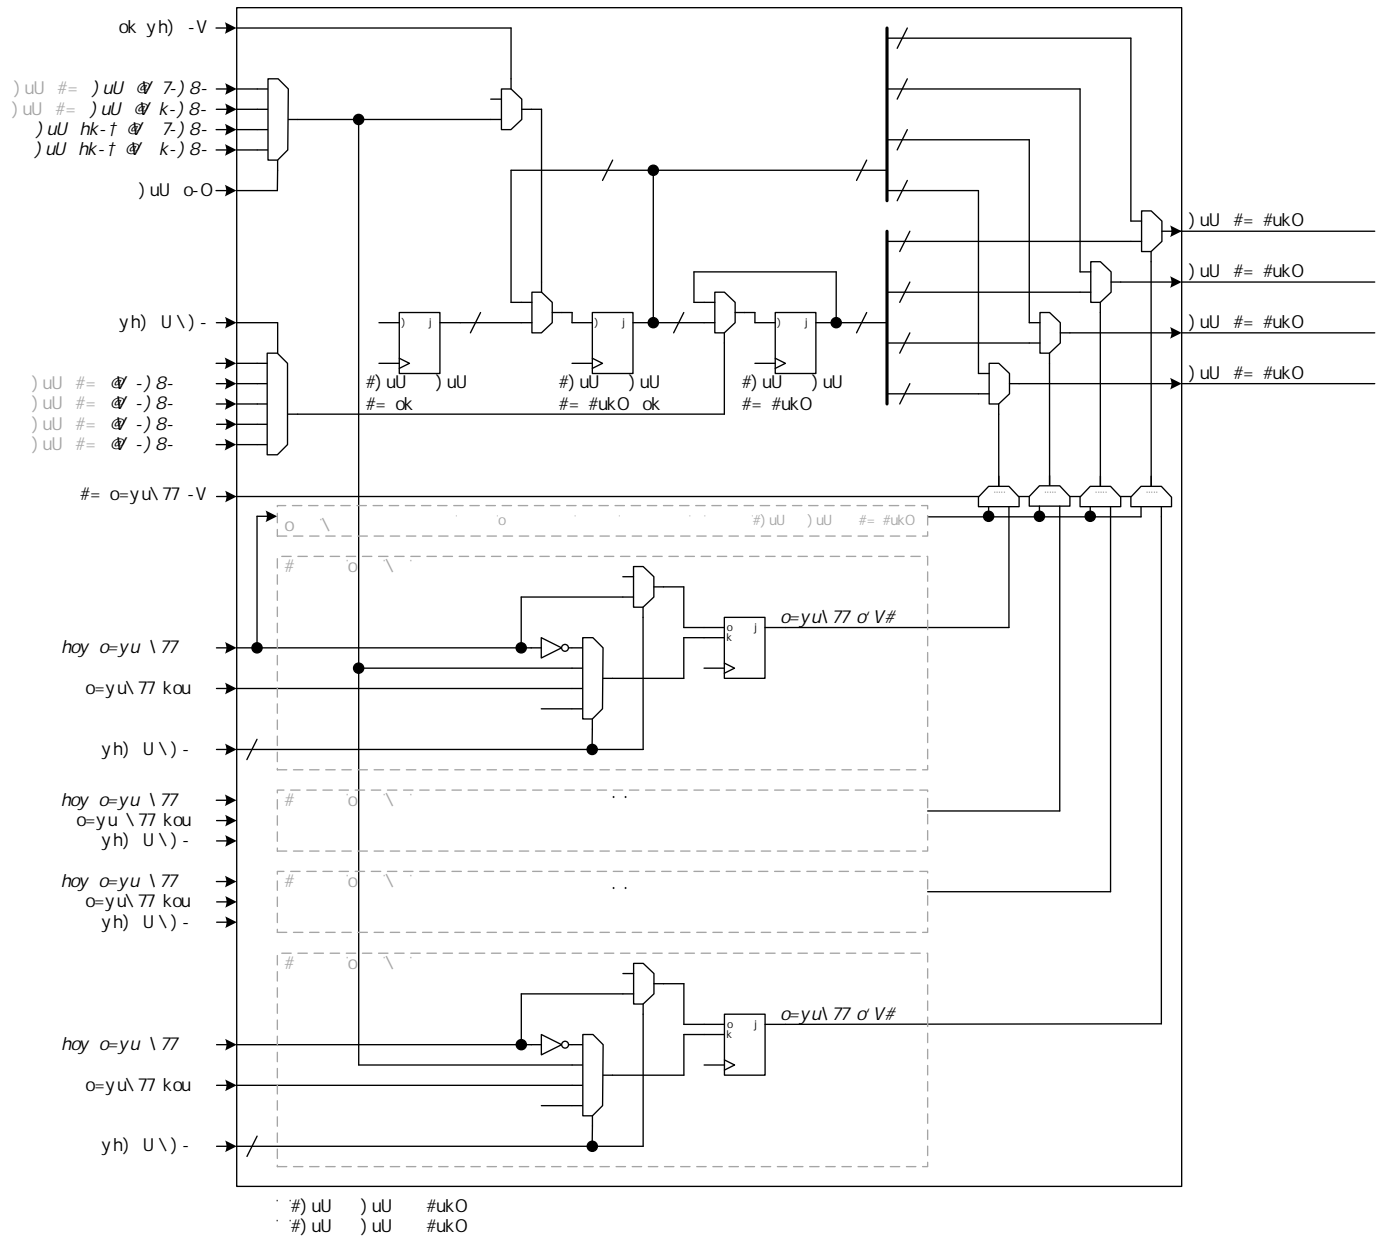 ok yh) -V
)uU #= )uU @V 7-)8-
)uU #= )uU @V k-)8-
)uU hk-† @V 7-)8-
)uU hk-† @V k-)8-
)uU o-O
)uU #= #ukO
)uU #= #ukO
)uU #= #ukO
)uU #= #ukO
yh) U\)-
) j
) j
) j
#)uU )uU
#= ok
#)uU )uU
#= #ukO ok
#)uU )uU
#= #ukO
)uU #= @V -)8-
)uU #= @V -)8-
)uU #= @V -)8-
)uU #= @V -)8-
#= o=yu\77 -V
o \ o #)uU )uU #= #ukO
# o \
hoy o=yu \77
o=yu\77 kou
yh) U\)-
o j
k
o=yu\77 o'V#
hoy o=yu \77
o=yu \77 kou
yh) U\)-
# o \
hoy o=yu \77
o=yu\77 kou
yh) U\)-
# o \
# o \
hoy o=yu \77
o=yu\77 kou
yh) U\)-
o j
k
o=yu\77 o'V#
#)uU )uU #ukO
#)uU )uU #ukO